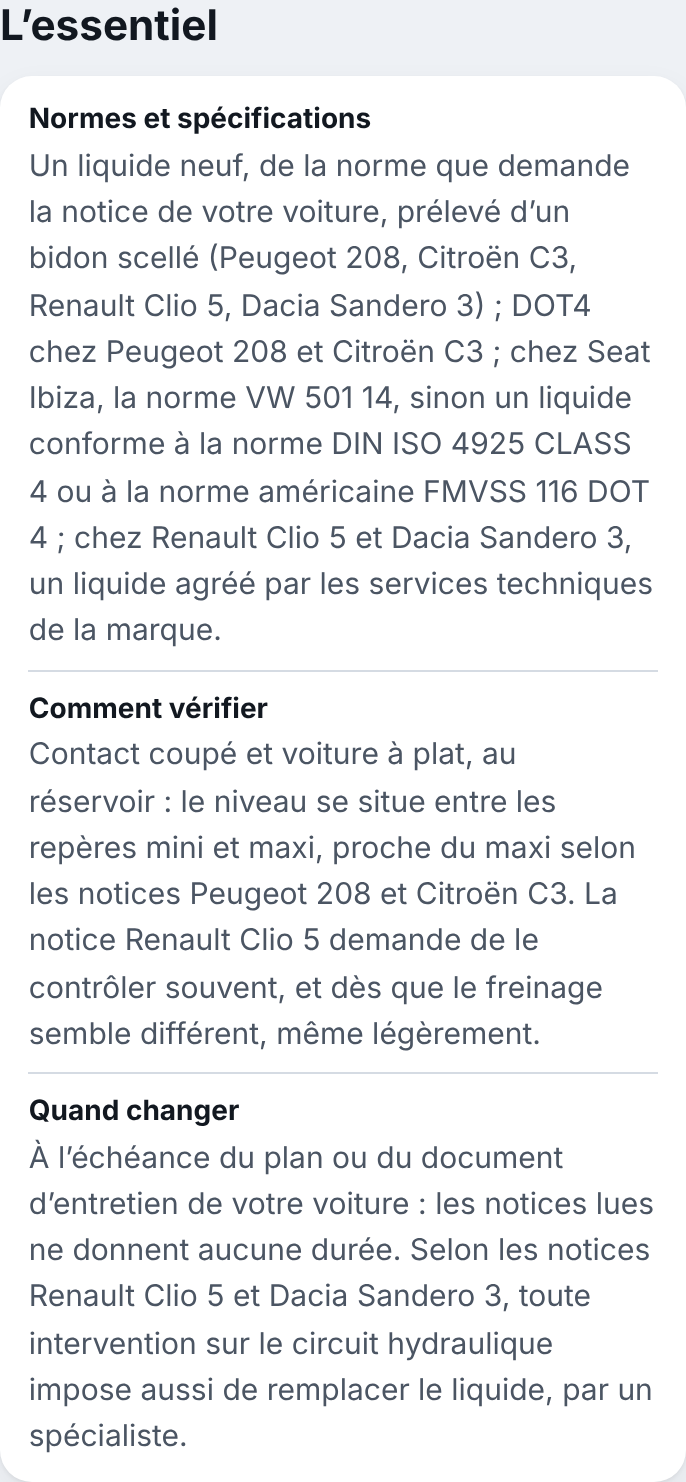 L’essentiel
Normes et spécifications
Un liquide neuf, de la norme que demande
la notice de votre voiture, prélevé d’un
bidon scellé (Peugeot 208, Citroën C3,
Renault Clio 5, Dacia Sandero 3) ; DOT4
chez Peugeot 208 et Citroën C3 ; chez Seat
Ibiza, la norme VW 501 14, sinon un liquide
conforme à la norme DIN ISO 4925 CLASS
4 ou à la norme américaine FMVSS 116 DOT
4 ; chez Renault Clio 5 et Dacia Sandero 3,
un liquide agréé par les services techniques
de la marque.
Comment vérifier
Contact coupé et voiture à plat, au
réservoir : le niveau se situe entre les
repères mini et maxi, proche du maxi selon
les notices Peugeot 208 et Citroën C3. La
notice Renault Clio 5 demande de le
contrôler souvent, et dès que le freinage
semble différent, même légèrement.
Quand changer
À l’échéance du plan ou du document
d’entretien de votre voiture : les notices lues
ne donnent aucune durée. Selon les notices
Renault Clio 5 et Dacia Sandero 3, toute
intervention sur le circuit hydraulique
impose aussi de remplacer le liquide, par un
spécialiste.